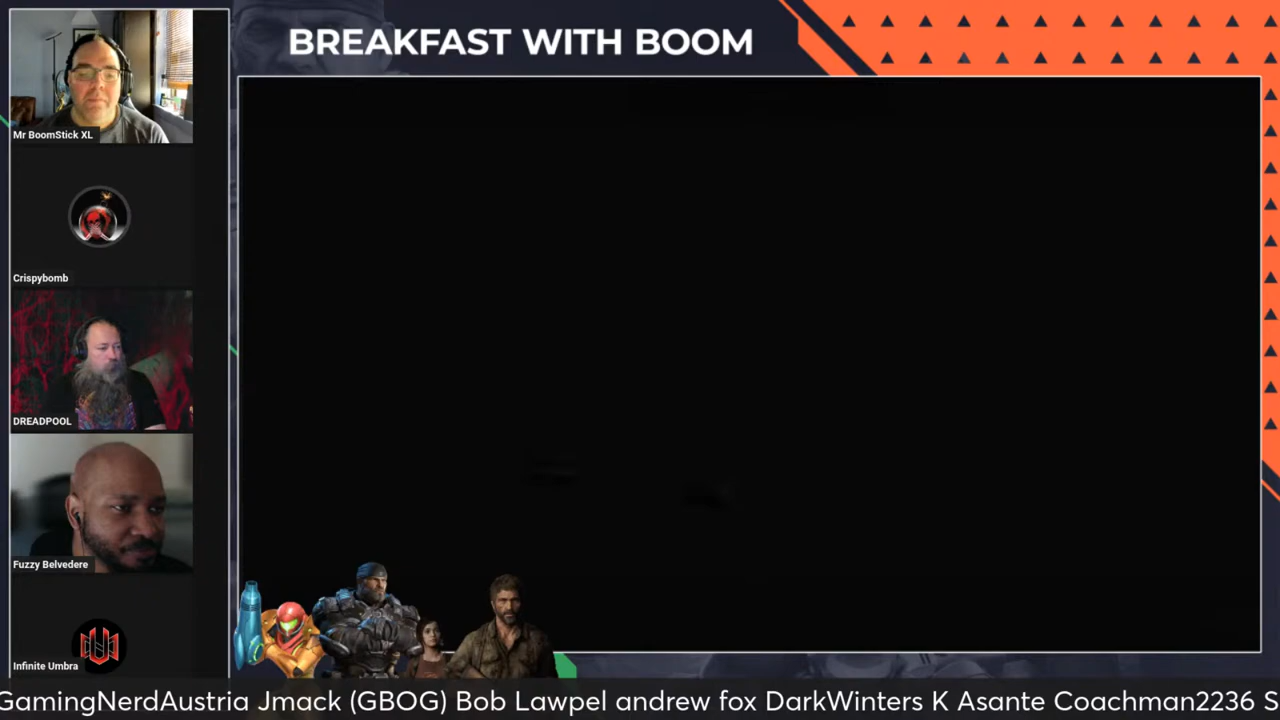 BREAKFAST WITH BOOM
Mr BoomStick XL
Crispybomb
DREADPOOL
Fuzzy Belvedere
Infinite Umbra
GamingNerdAustria Jmack (GBOG) Bob Lawpel andrew fox DarkWinters K Asante Coachman2236 S